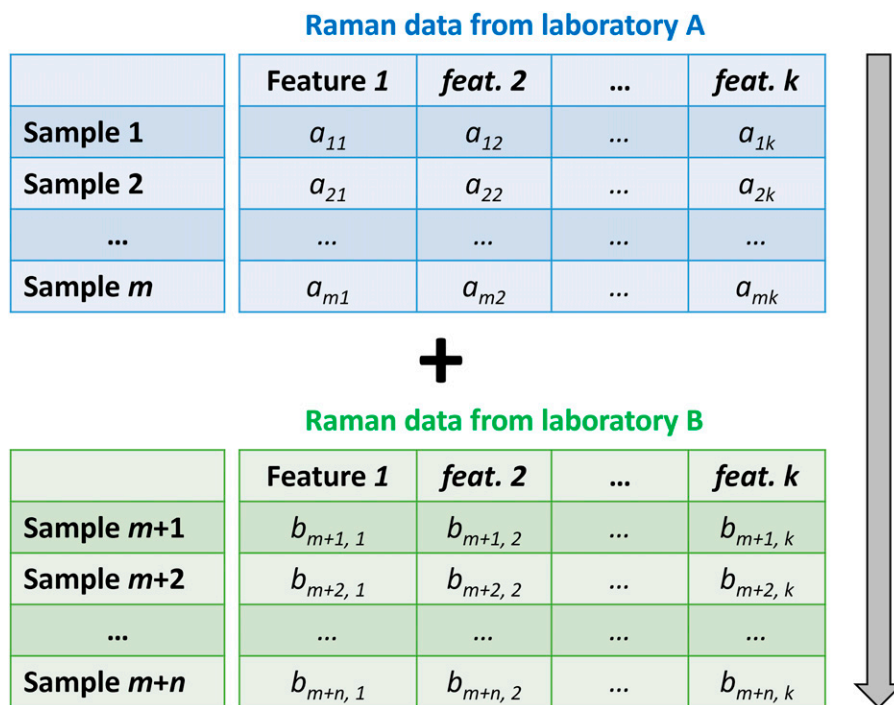 Raman data from laboratory A
Feature 1 feat. 2 ... feat. k
Sample 1 a11 a12 ... a1k
Sample 2 a21 a22 ... a2k
... ... ... ... ...
Sample m am1 am2 ... amk
+
Raman data from laboratory B
Feature 1 feat. 2 ... feat. k
Sample m+1 bm+1, 1 bm+1, 2 ... bm+1, k
Sample m+2 bm+2, 1 bm+2, 2 ... bm+2, k
... ... ... ... ...
Sample m+n bm+n, 1 bm+n, 2 ... bm+n, k